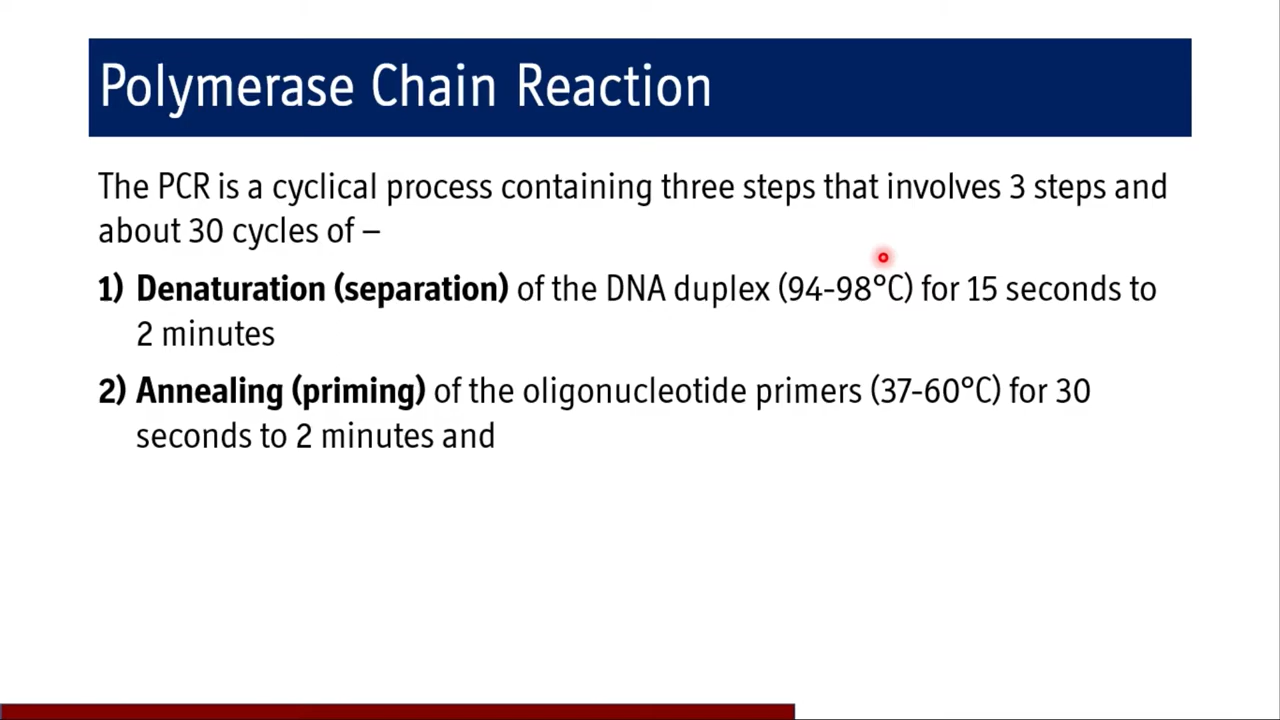 Polymerase Chain Reaction
The PCR is a cyclical process containing three steps that involves 3 steps and
about 30 cycles of –
1) Denaturation (separation) of the DNA duplex (94-98°C) for 15 seconds to
2 minutes
2) Annealing (priming) of the oligonucleotide primers (37-60°C) for 30
seconds to 2 minutes and